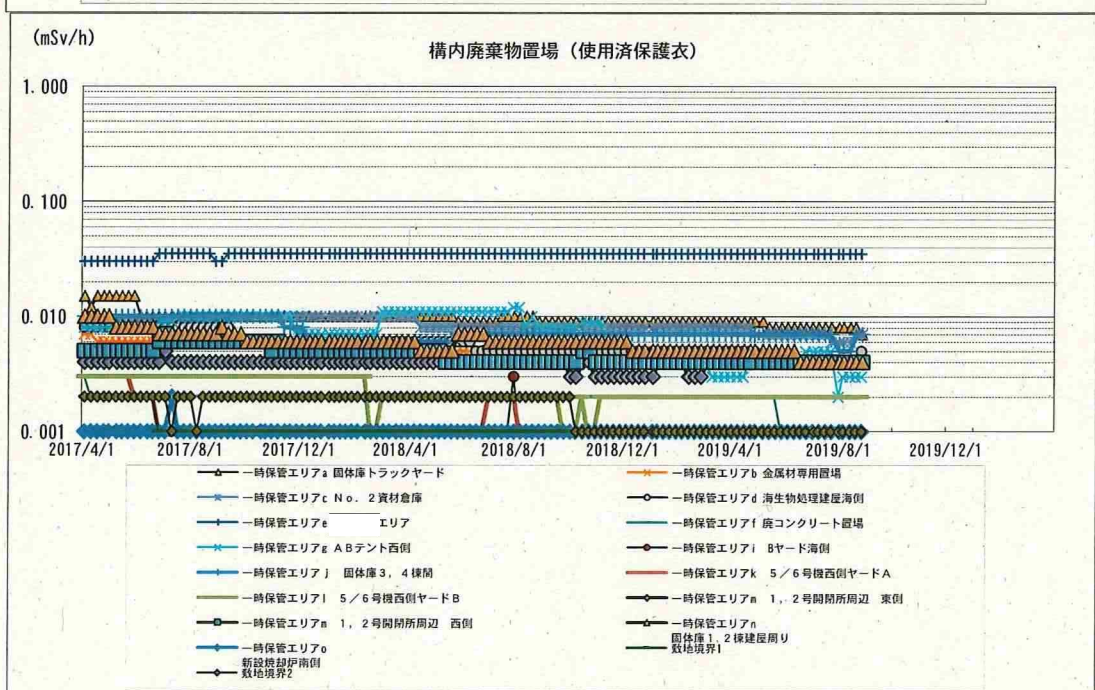 (mSv/h)
構内廃棄物置場（使用済保護衣）
1.000
0.100
0.010
0.001
2017/4/1 2017/8/1 2017/12/1 2018/4/1 2018/8/1 2018/12/1 2019/4/1 2019/8/1 2019/12/1
一時保管エリアa 固体庫トラックヤード
一時保管エリアb 金属材専用置場
一時保管エリアc No．2資材倉庫
一時保管エリアd 海生物処理建屋海側
一時保管エリアe エリア
一時保管エリアf 廃コンクリート置場
一時保管エリアg ABテント西側
一時保管エリアi Bヤード海側
一時保管エリアj 固体庫3，4棟間
一時保管エリアk 5／6号機西側ヤードA
一時保管エリアl 5／6号機西側ヤードB
一時保管エリアm 1，2号開閉所周辺 東側
一時保管エリアm 1，2号開閉所周辺 西側
一時保管エリアn
固体庫1，2棟建屋周り
一時保管エリアo
敷地境界1
新設焼却炉南側
敷地境界2